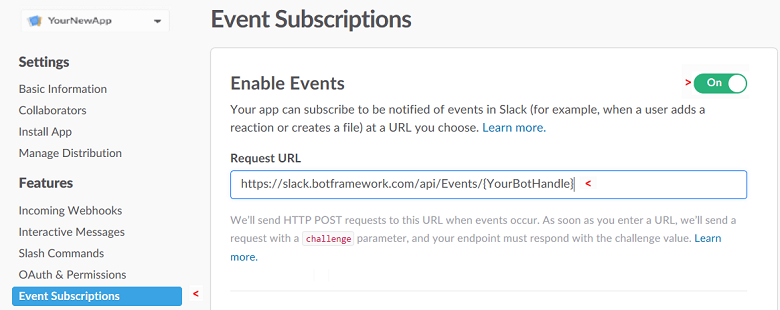 YourNewApp
Settings
Basic Information
Collaborators
Install App
Manage Distribution
Features
Incoming Webhooks
Interactive Messages
Slash Commands
OAuth & Permissions
Event Subscriptions <
Event Subscriptions
Enable Events
> On
Your app can subscribe to be notified of events in Slack (for example, when a user adds a
reaction or creates a file) at a URL you choose. Learn more.
Request URL
https://slack.botframework.com/api/Events/{YourBotHandle} <
We'll send HTTP POST requests to this URL when events occur. As soon as you enter a URL, we'll send a
request with a challenge parameter, and your endpoint must respond with the challenge value. Learn
more.